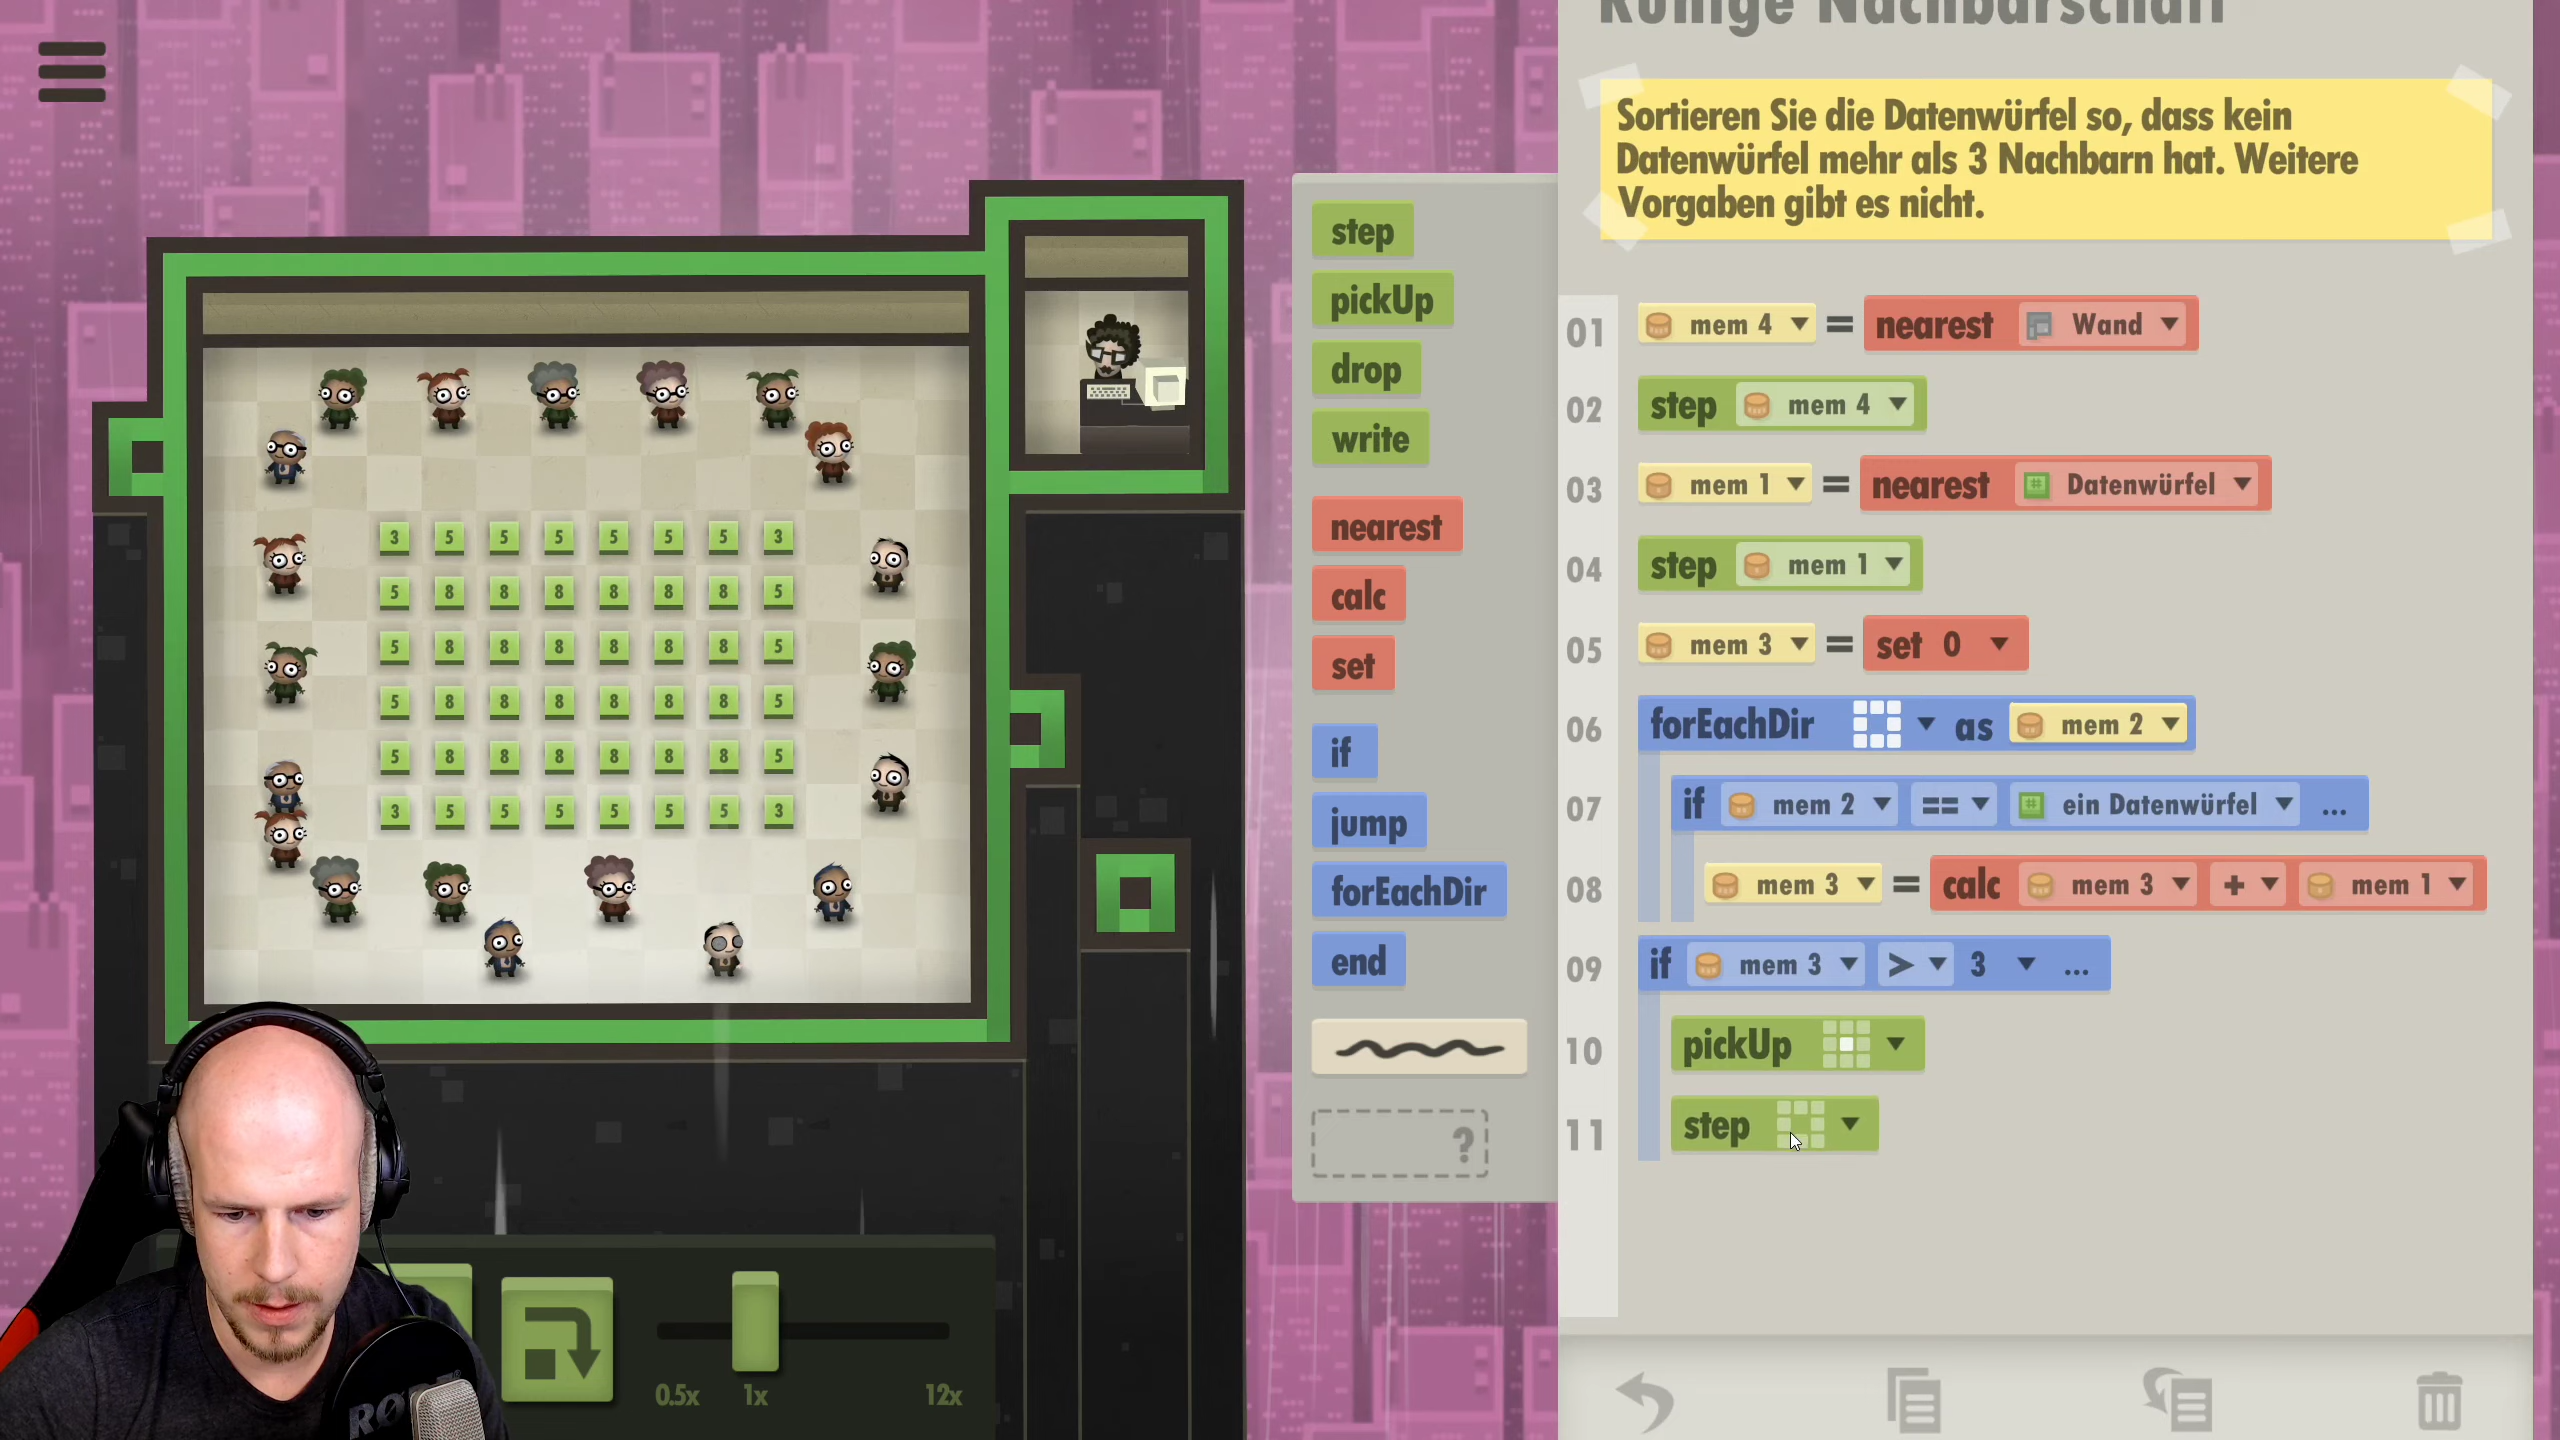 Ruhige Nachbarschaft
Sortieren Sie die Datenwürfel so, dass kein
Datenwürfel mehr als 3 Nachbarn hat. Weitere
Vorgaben gibt es nicht.
step
pickUp
drop
write
nearest
calc
set
if
jump
forEachDir
end
?
01 mem 4 = nearest Wand
02 step mem 4
03 mem 1 = nearest Datenwürfel
04 step mem 1
05 mem 3 = set 0
06 forEachDir as mem 2
07 if mem 2 == ein Datenwürfel ...
08 mem 3 = calc mem 3 + mem 1
09 if mem 3 > 3 ...
10 pickUp
11 step
3 5 5 5 5 5 5 3
5 8 8 8 8 8 8 5
5 8 8 8 8 8 8 5
5 8 8 8 8 8 8 5
5 8 8 8 8 8 8 5
3 5 5 5 5 5 5 3
0.5x 1x 12x